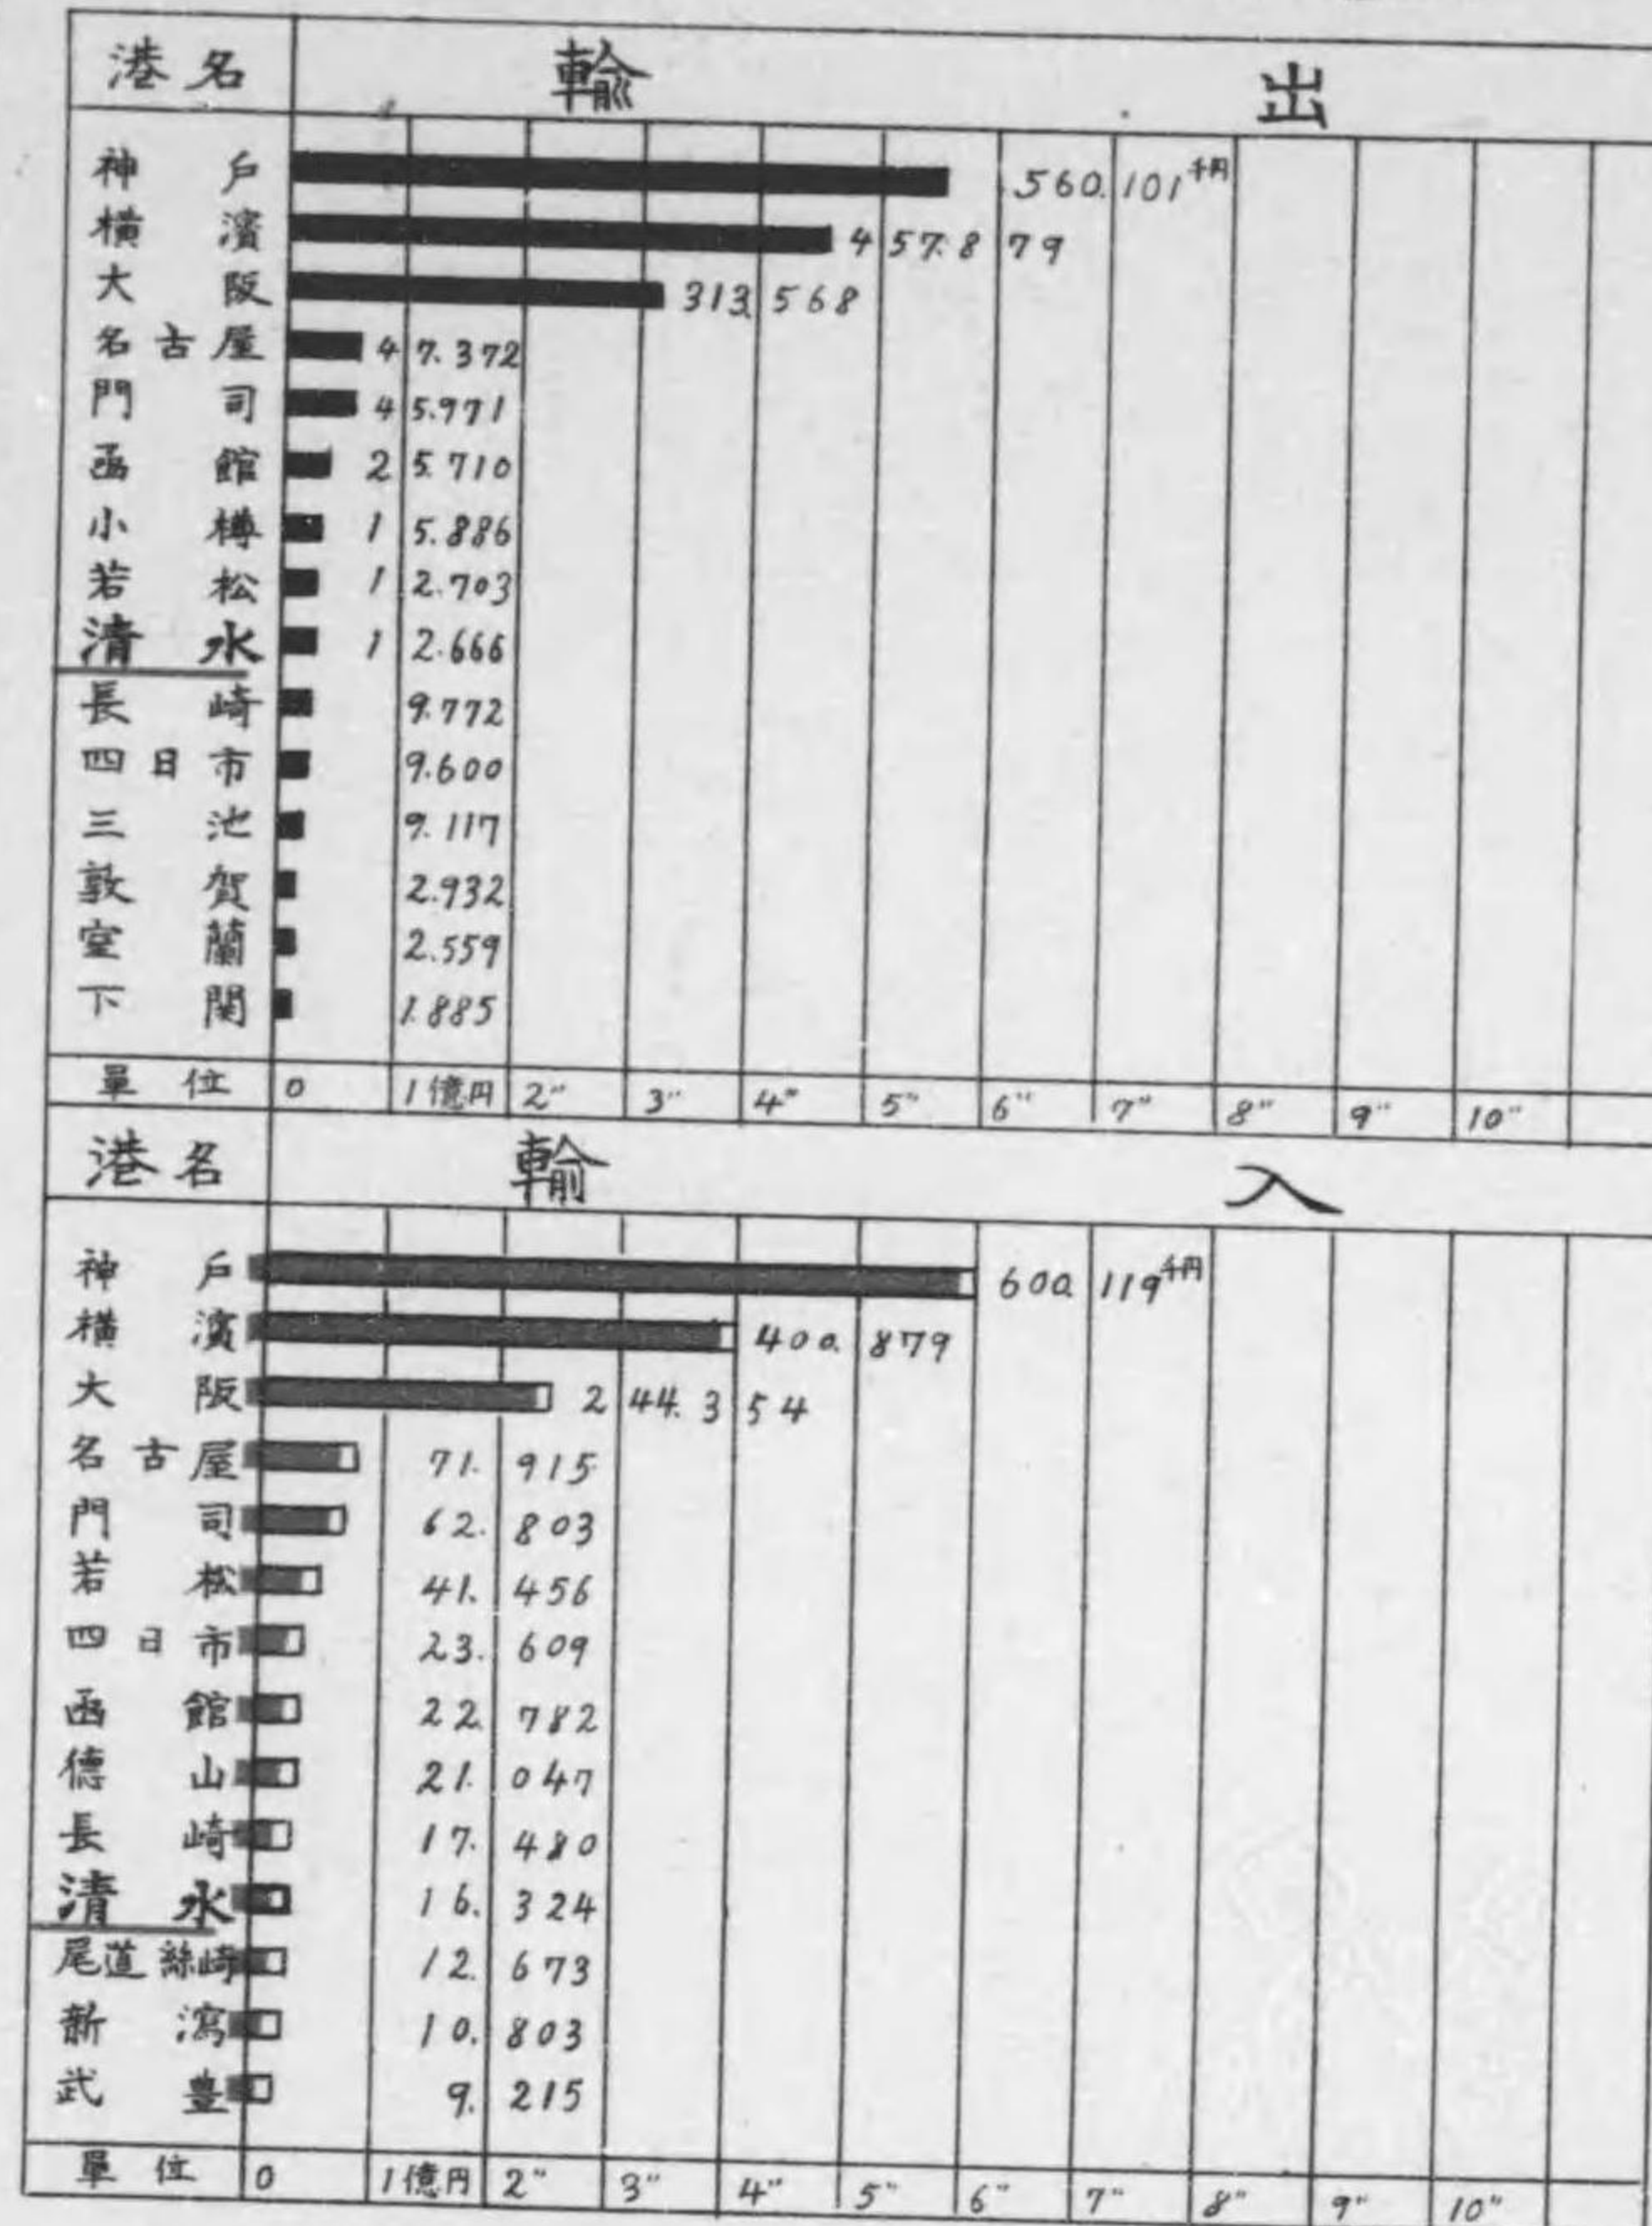 港名 輸出
神戶 560.101千円
横濱 457.879
大阪 313.568
名古屋 47.372
門司 45.971
函館 25.710
小樽 15.886
若松 12.703
清水 12.666
長崎 9.772
四日市 9.600
三池 9.117
敦賀 2.932
室蘭 2.559
下関 1.885
單位 0 1億円 2〃 3〃 4〃 5〃 6〃 7〃 8〃 9〃 10〃
港名 輸入
神戶 600.119千円
横濱 400.879
大阪 244.354
名古屋 71.915
門司 62.803
若松 41.456
四日市 23.609
函館 22.782
德山 21.047
長崎 17.480
清水 16.324
尾道絲崎 12.673
新潟 10.803
武豊 9.215
單位 0 1億円 2〃 3〃 4〃 5〃 6〃 7〃 8〃 9〃 10〃